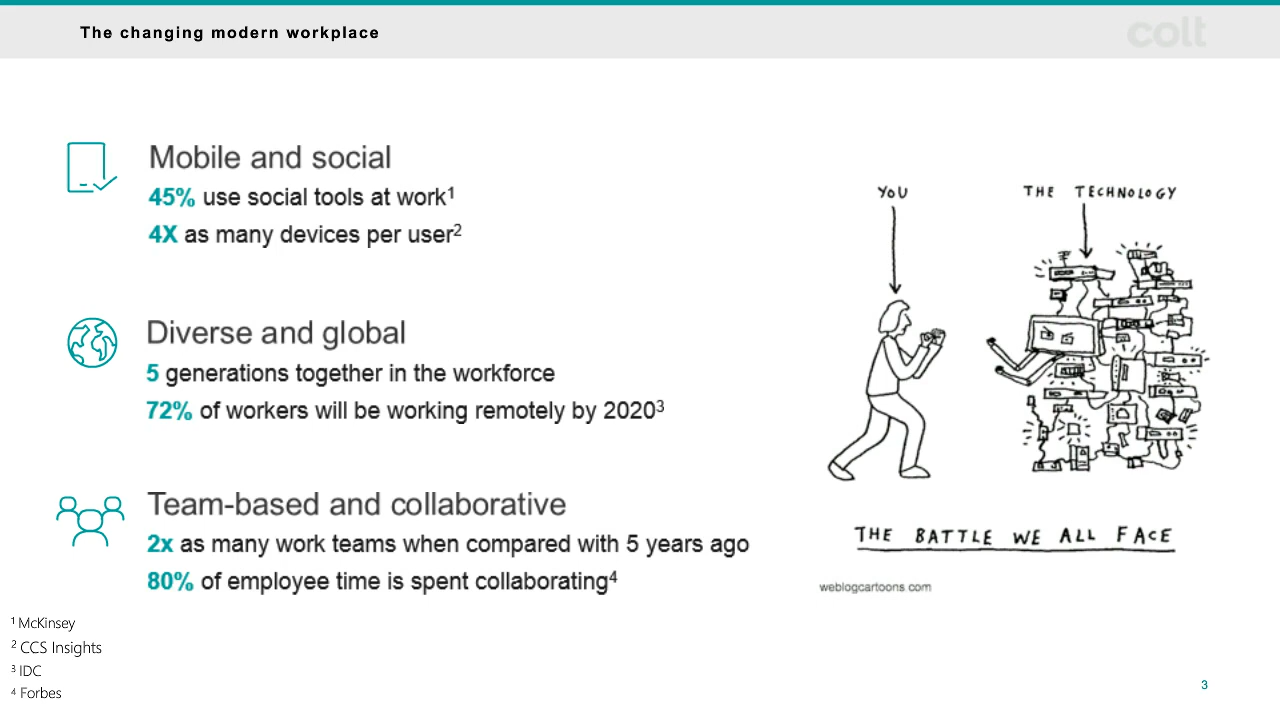 The changing modern workplace
colt
Mobile and social
45% use social tools at work¹
4X as many devices per user²
Diverse and global
5 generations together in the workforce
72% of workers will be working remotely by 2020³
Team-based and collaborative
2x as many work teams when compared with 5 years ago
80% of employee time is spent collaborating⁴
YOU
THE TECHNOLOGY
THE BATTLE WE ALL FACE
weblogcartoons.com
¹ McKinsey
² CCS Insights
³ IDC
⁴ Forbes
3